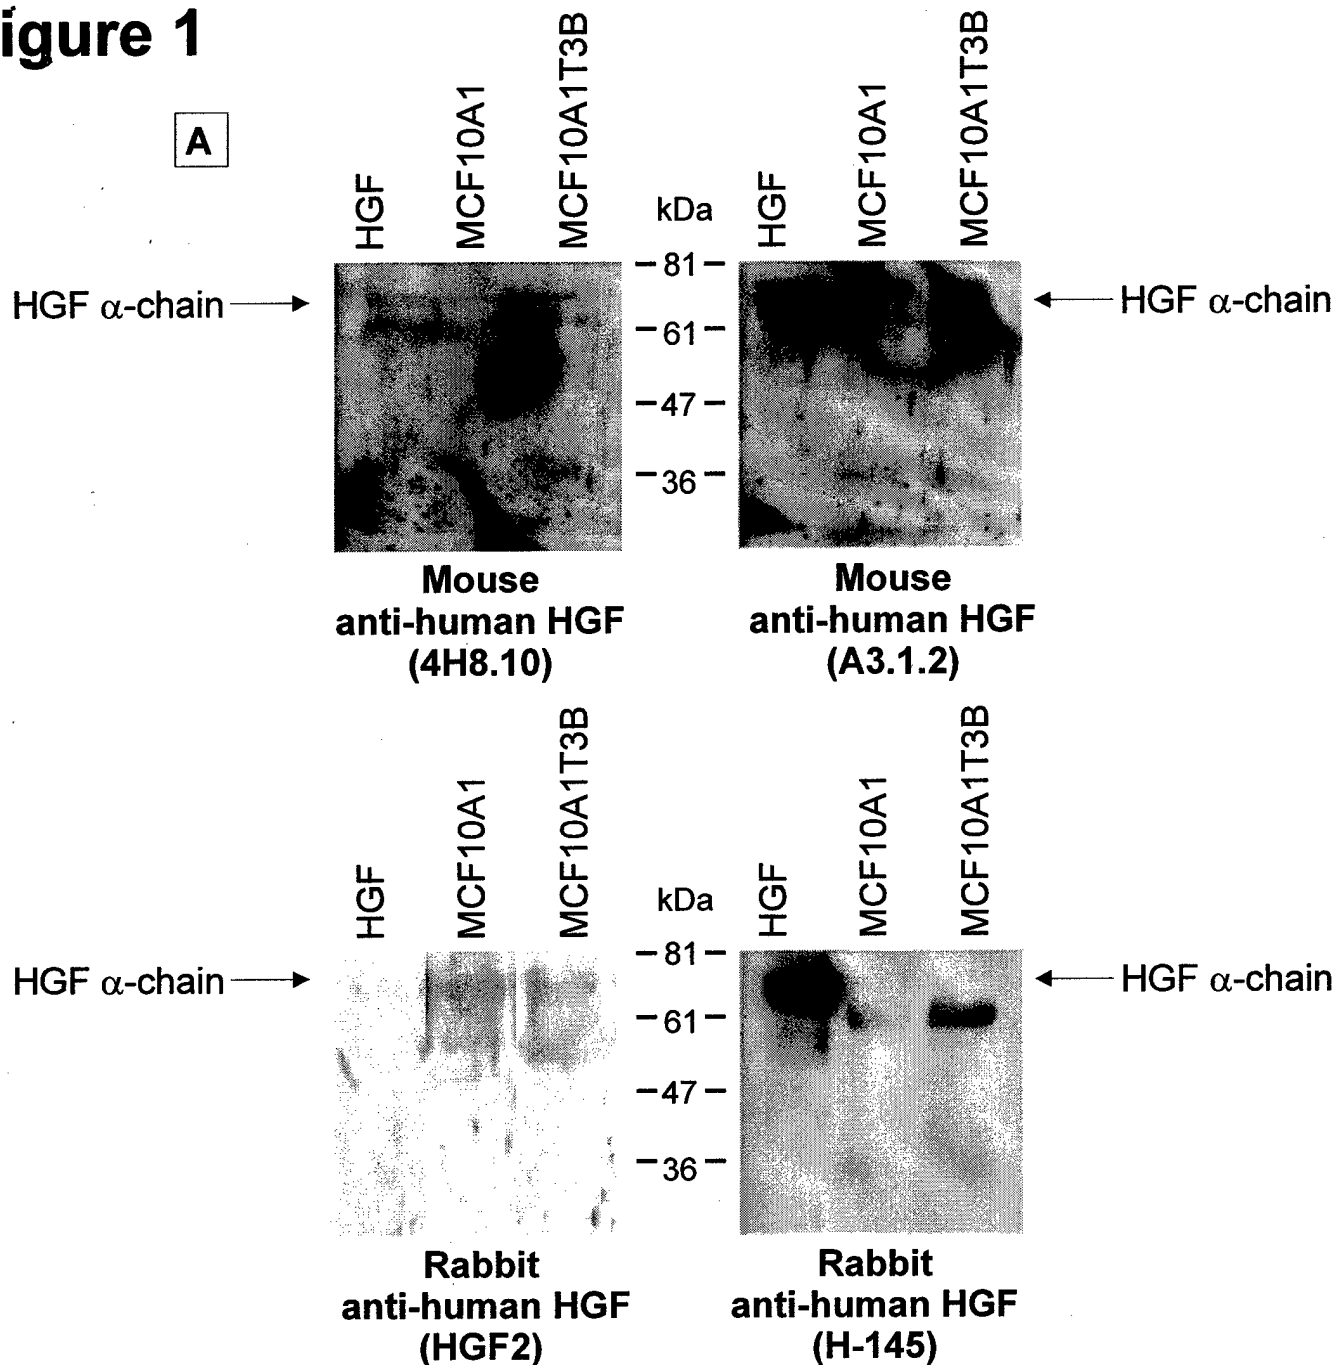 igure 1
A
HGF
MCF10A1
MCF10A1T3B
kDa
HGF
MCF10A1
MCF10A1T3B
HGF α-chain
81
61
47
36
HGF α-chain
Mouse
anti-human HGF
(4H8.10)
Mouse
anti-human HGF
(A3.1.2)
HGF
MCF10A1
MCF10A1T3B
kDa
HGF
MCF10A1
MCF10A1T3B
HGF α-chain
81
61
47
36
HGF α-chain
Rabbit
anti-human HGF
(HGF2)
Rabbit
anti-human HGF
(H-145)